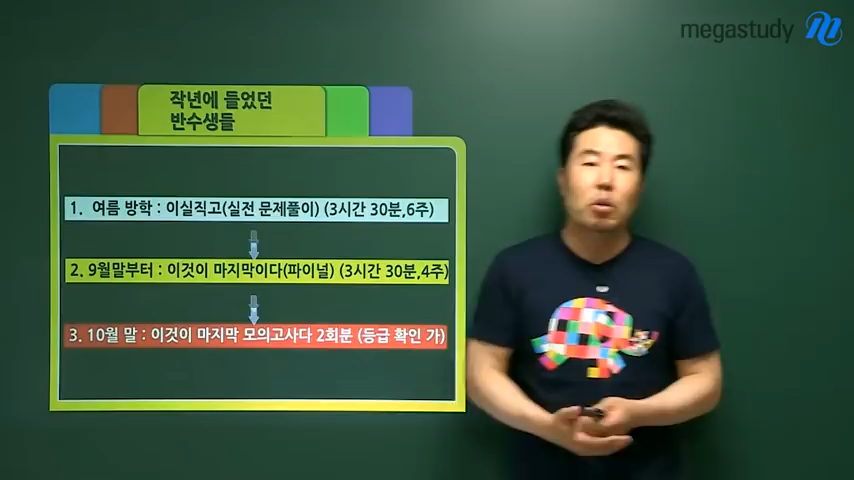 megastudy
작년에 들었던
반수생들
1. 여름 방학 : 이실직고(실전 문제풀이) (3시간 30분,6주)
2. 9월말부터 : 이것이 마지막이다(파이널) (3시간 30분,4주)
3. 10월 말 : 이것이 마지막 모의고사다 2회분 (등급 확인 가)